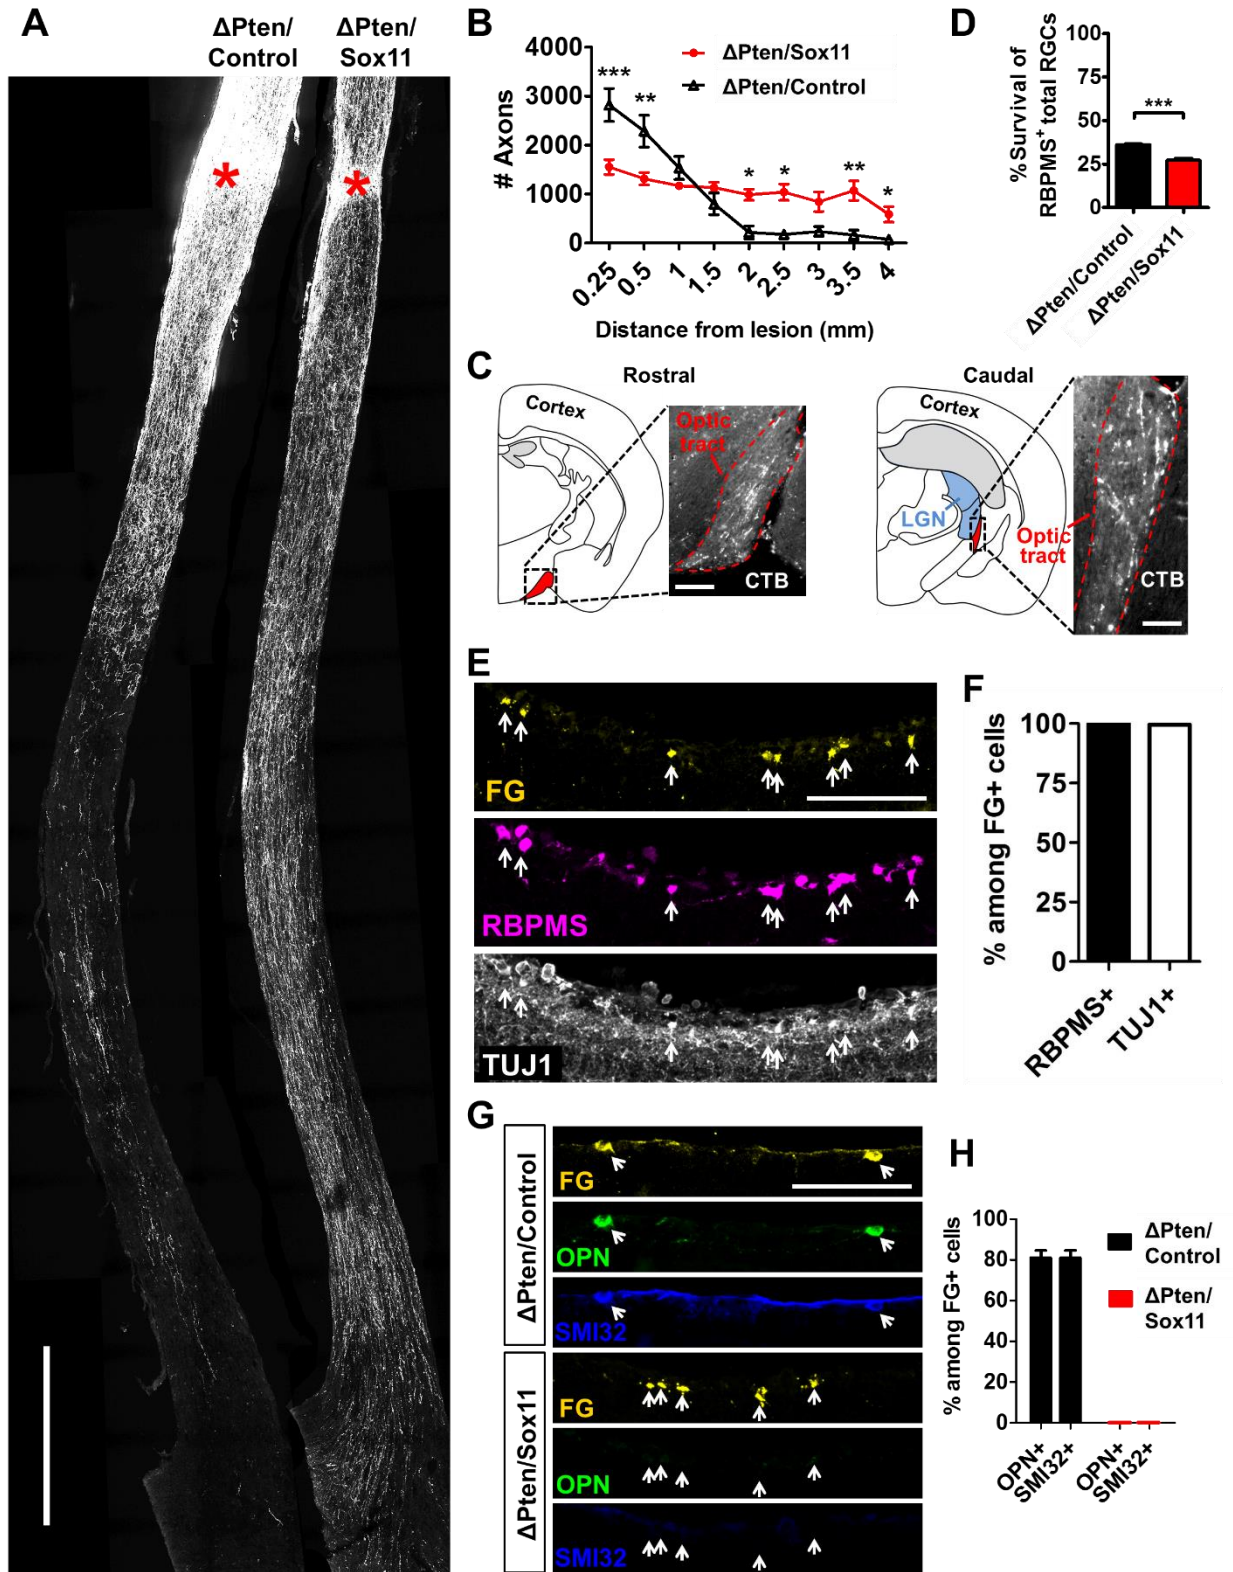 A
ΔPten/
Control
ΔPten/
Sox11
*
*
B
# Axons
4000
3000
2000
1000
0
***
**
*
*
**
*
ΔPten/Sox11
ΔPten/Control
0.25
0.5
1
1.5
2
2.5
3
3.5
4
Distance from lesion (mm)
D
% Survival of
RBPMS⁺ total RGCs
100
75
50
25
0
***
ΔPten/Control
ΔPten/Sox11
C
Rostral
Cortex
Optic
tract
CTB
Caudal
Cortex
LGN
Optic
tract
CTB
E
FG
RBPMS
TUJ1
F
% among FG+ cells
100
75
50
25
0
RBPMS+
TUJ1+
G
ΔPten/Control
FG
OPN
SMI32
ΔPten/Sox11
FG
OPN
SMI32
H
% among FG+ cells
100
80
60
40
20
0
OPN+
SMI32+
OPN+
SMI32+
ΔPten/
Control
ΔPten/
Sox11